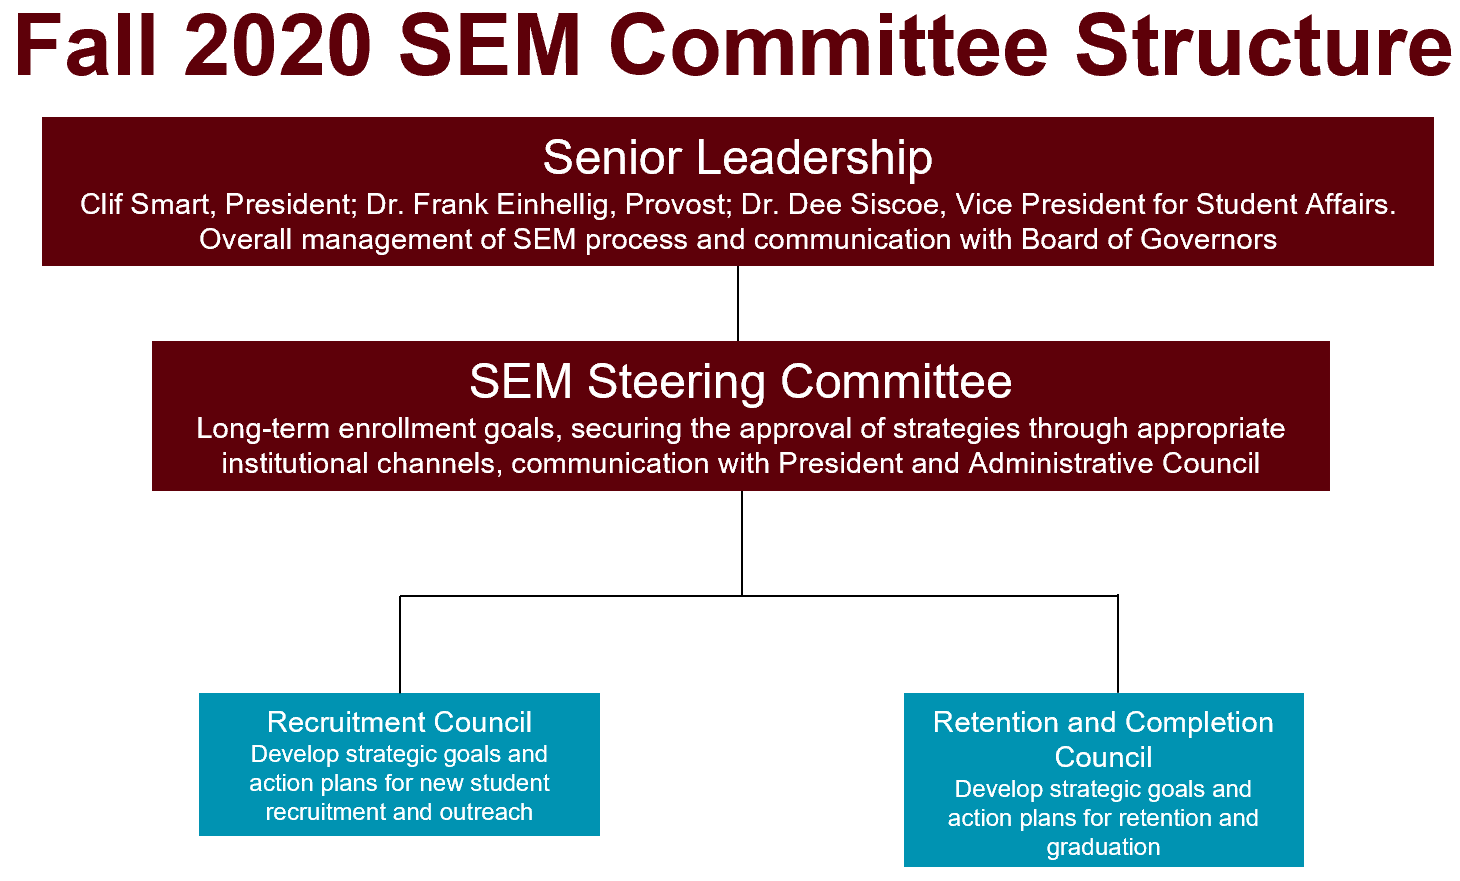 Fall 2020 SEM Committee Structure
Senior Leadership
Clif Smart, President; Dr. Frank Einhellig, Provost; Dr. Dee Siscoe, Vice President for Student Affairs.
Overall management of SEM process and communication with Board of Governors
SEM Steering Committee
Long-term enrollment goals, securing the approval of strategies through appropriate
institutional channels, communication with President and Administrative Council
Recruitment Council
Develop strategic goals and
action plans for new student
recruitment and outreach
Retention and Completion
Council
Develop strategic goals and
action plans for retention and
graduation